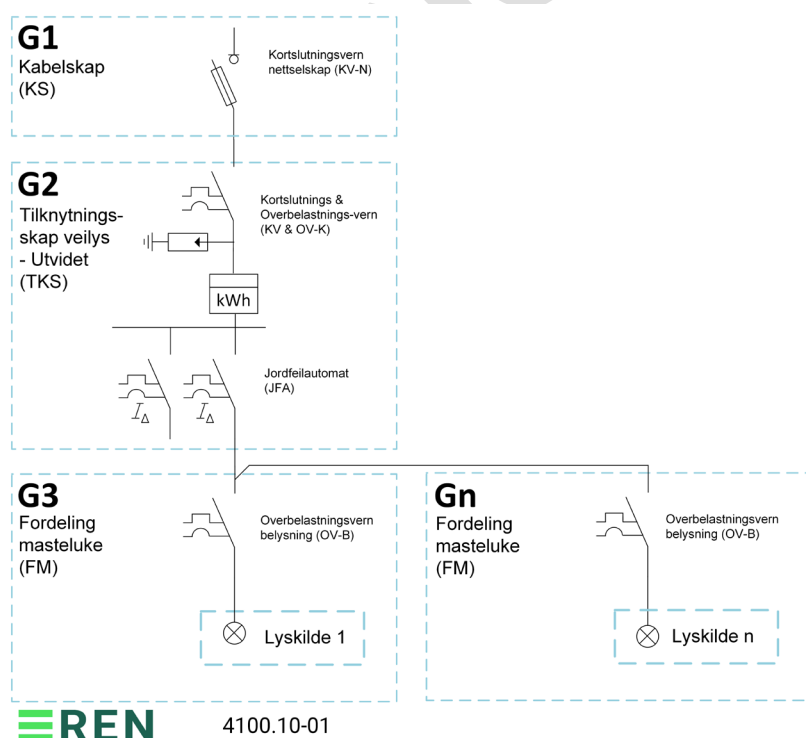 G1
Kabelskap
(KS)
Kortslutningsvern
nettselskap (KV-N)
G2
Tilknytnings-
skap veilys
- Utvidet
(TKS)
Kortslutnings &
Overbelastnings-vern
(KV & OV-K)
kWh
Jordfeilautomat
(JFA)
I∆
I∆
G3
Fordeling
masteluke
(FM)
Overbelastningsvern
belysning (OV-B)
Lyskilde 1
Gn
Fordeling
masteluke
(FM)
Overbelastningsvern
belysning (OV-B)
Lyskilde n
REN
4100.10-01